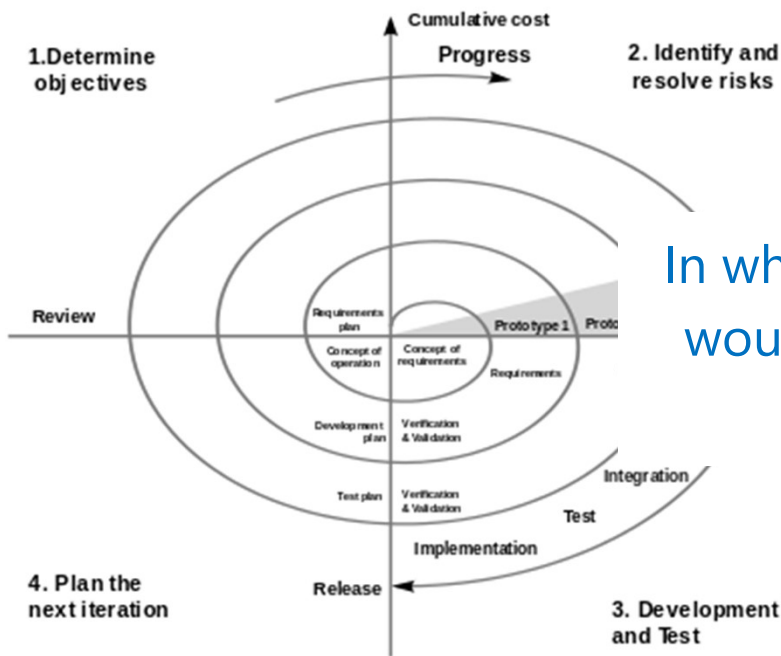 Cumulative cost
1.Determine
objectives
Progress
2. Identify and
resolve risks
In wh
wou
Review
Requirements
plan
Prototype 1
Proto
Concept of
operation
Concept of
requirements
Requirements
Development
plan
Verification
& Validation
Test plan
Verification
& Validation
Integration
Test
Implementation
Release
4. Plan the
next iteration
3. Development
and Test